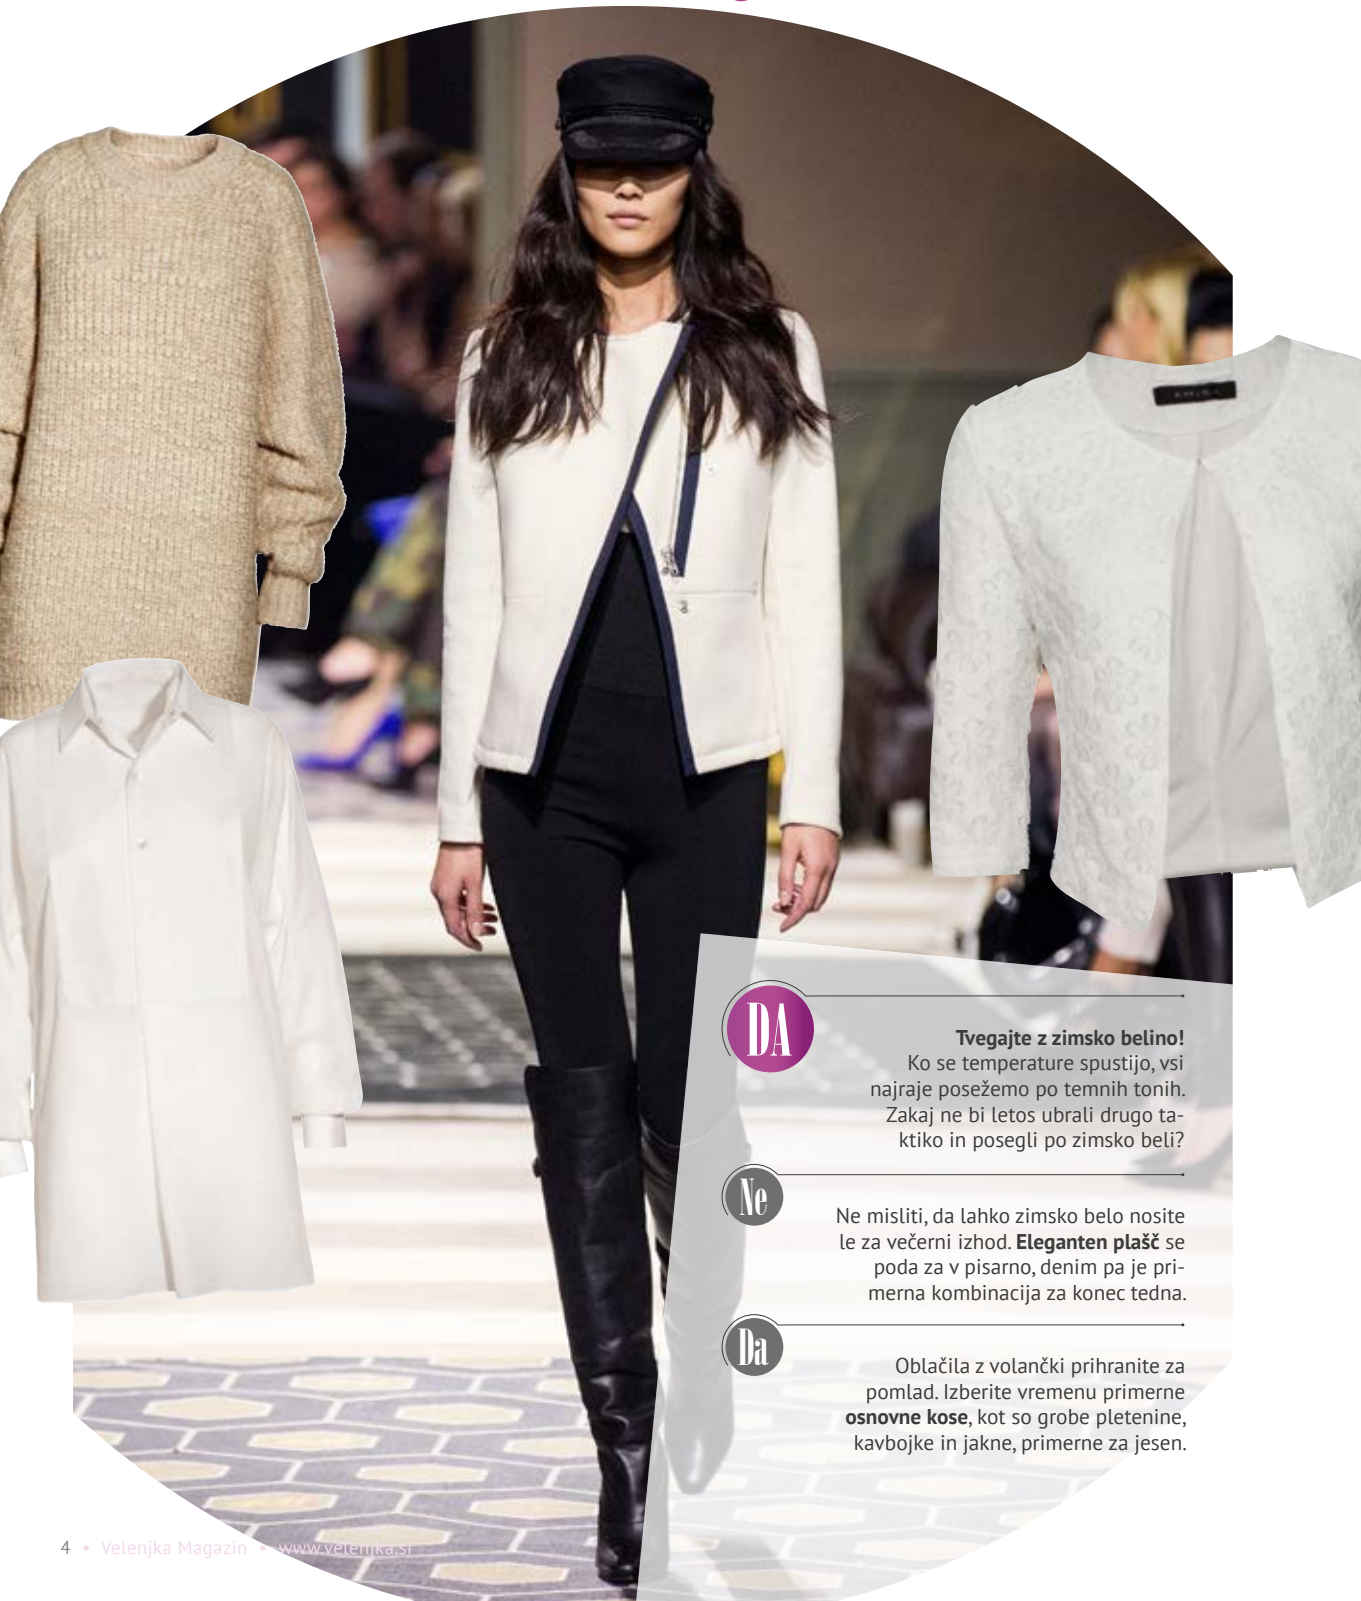 DA
Tvegajte z zimsko belino!
Ko se temperature spustijo, vsi
najraje posežemo po temnih tonih.
Zakaj ne bi letos ubrali drugo ta-
ktiko in posegli po zimsko beli?
Ne
Ne misliti, da lahko zimsko belo nosite
le za večerni izhod. Eleganten plašč se
poda za v pisarno, denim pa je pri-
merna kombinacija za konec tedna.
Da
Oblačila z volančki prihranite za
pomlad. Izberite vremenu primerne
osnovne kose, kot so grobe pletenine,
kavbojke in jakne, primerne za jesen.
4 • Velenjka Magazin • www.velenjka.si